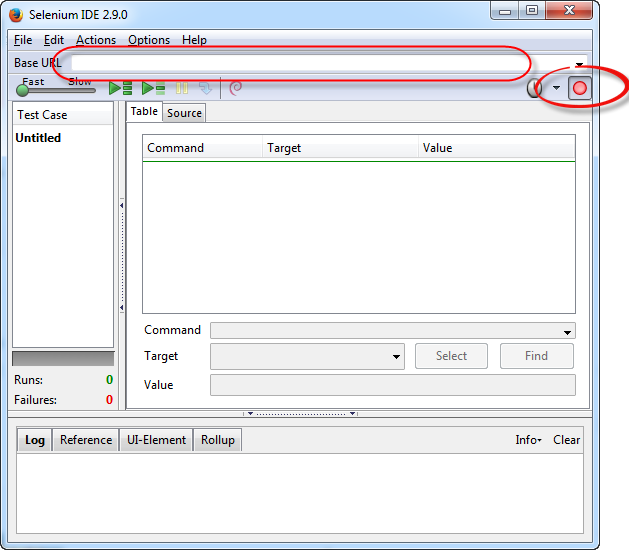 Selenium IDE 2.9.0
File Edit Actions Options Help
Base URL
Fast Slow
Test Case
Untitled
Table Source
Command Target Value
Command
Target Select Find
Value
Runs: 0
Failures: 0
Log Reference UI-Element Rollup Info Clear